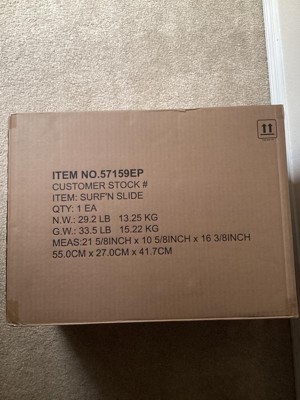 ITEM NO.57159EP
CUSTOMER STOCK #
ITEM: SURF'N SLIDE
QTY: 1 EA
N.W.: 29.2 LB 13.25 KG
G.W.: 33.5 LB 15.22 KG
MEAS:21 5/8INCH x 10 5/8INCH x 16 3/8INCH
55.0CM x 27.0CM x 41.7CM